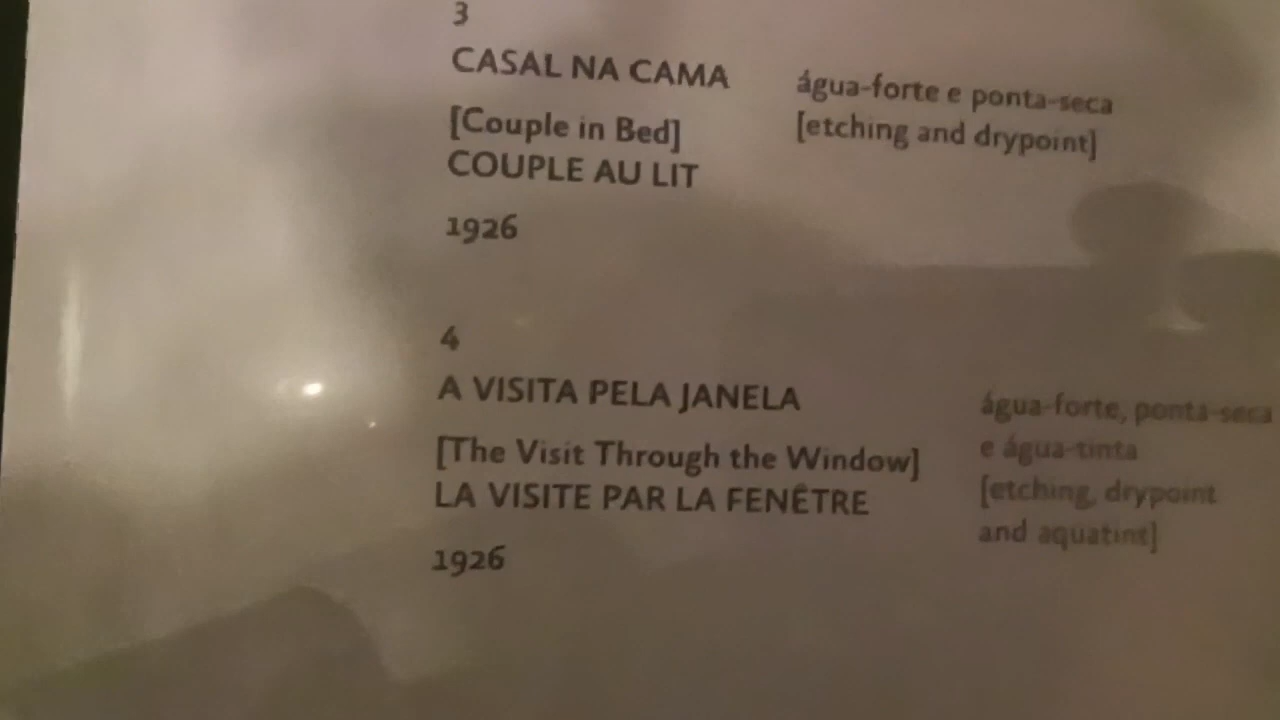 3
CASAL NA CAMA
água-forte e ponta-seca
[Couple in Bed]
[etching and drypoint]
COUPLE AU LIT
1926
4
A VISITA PELA JANELA
água-forte, ponta-seca
e água-tinta
[The Visit Through the Window]
[etching, drypoint
LA VISITE PAR LA FENÊTRE
and aquatint]
1926